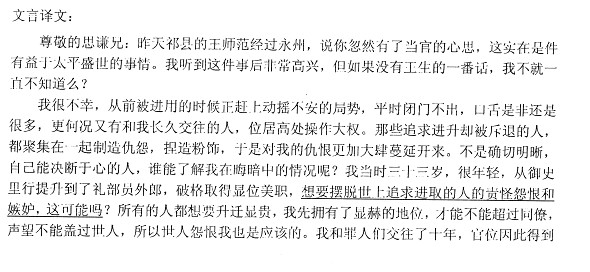 文言译文：
尊敬的思谦兄：昨天祁县的王师范经过永州，说你忽然有了当官的心思，这实在是件
有益于太平盛世的事情。我听到这件事后非常高兴，但如果没有王生的一番话，我不就一
直不知道么？
我很不幸，从前被进用的时候正赶上动摇不安的局势，平时闭门不出，口舌是非还是
很多，更何况又有和我长久交往的人，位居高处操作大权。那些追求进升却被斥退的人，
都聚集在一起制造仇怨，捏造粉饰，于是对我的仇恨更加大肆蔓延开来。不是确切明晰，
自己能决断于心的人，谁能了解我在晦暗中的情况呢？我当时三十三岁，很年轻，从御史
里行提升到了礼部员外郎，破格取得显位美职，想要摆脱世上追求进取的人的责怪怨恨和
嫉妒，这可能吗？所有的人都想要升迁显贵，我先拥有了显赫的地位，才能不能超过同僚，
声望不能盖过世人，所以世人怨恨我也是应该的。我和罪人们交往了十年，官位因此得到